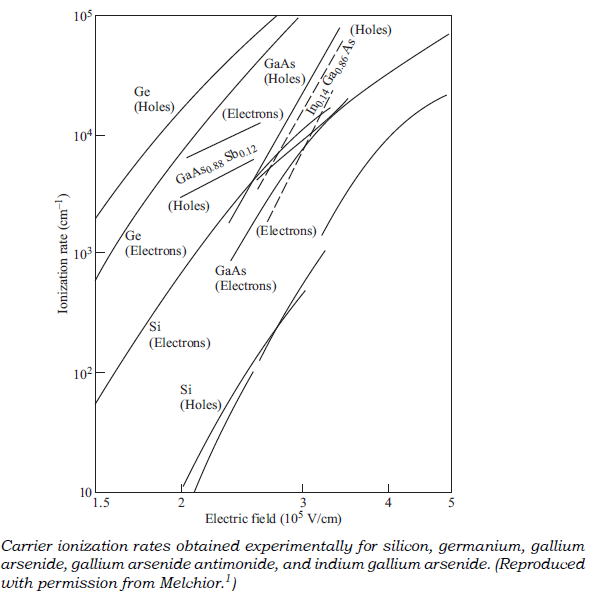 10⁵
(Holes)
GaAs
(Holes)
In0.14 Ga0.86 As
Ge
(Holes)
(Electrons)
10⁴
GaAs0.88 Sb0.12
(Holes)
Ge
(Electrons)
(Electrons)
10³
GaAs
(Electrons)
Ionization rate (cm⁻¹)
Si
(Electrons)
10²
Si
(Holes)
10
1.5 2 3 4 5
Electric field (10⁵ V/cm)
Carrier ionization rates obtained experimentally for silicon, germanium, gallium
arsenide, gallium arsenide antimonide, and indium gallium arsenide. (Reproduced
with permission from Melchior.¹)